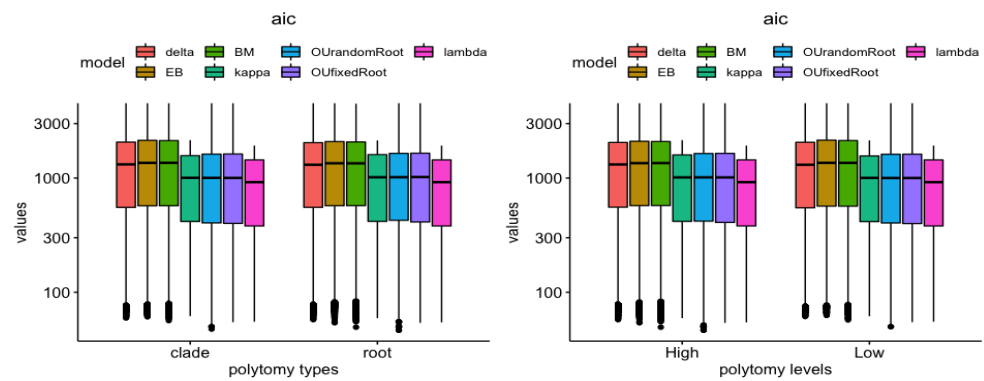 aic
model delta BM OUrandomRoot lambda
EB kappa OUfixedRoot
values
3000
1000
300
100
clade root
polytomy types
aic
model delta BM OUrandomRoot lambda
EB kappa OUfixedRoot
values
3000
1000
300
100
High Low
polytomy levels